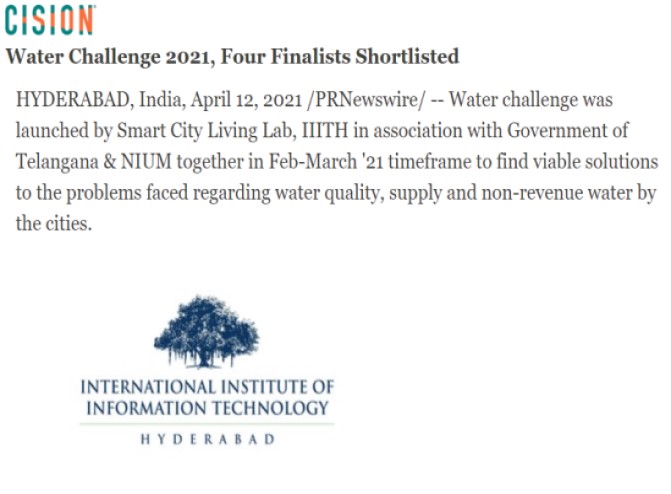 CISION
Water Challenge 2021, Four Finalists Shortlisted
HYDERABAD, India, April 12, 2021 /PRNewswire/ -- Water challenge was
launched by Smart City Living Lab, IIITH in association with Government of
Telangana & NIUM together in Feb-March '21 timeframe to find viable solutions
to the problems faced regarding water quality, supply and non-revenue water by
the cities.
INTERNATIONAL INSTITUTE OF
INFORMATION TECHNOLOGY
HYDERABAD